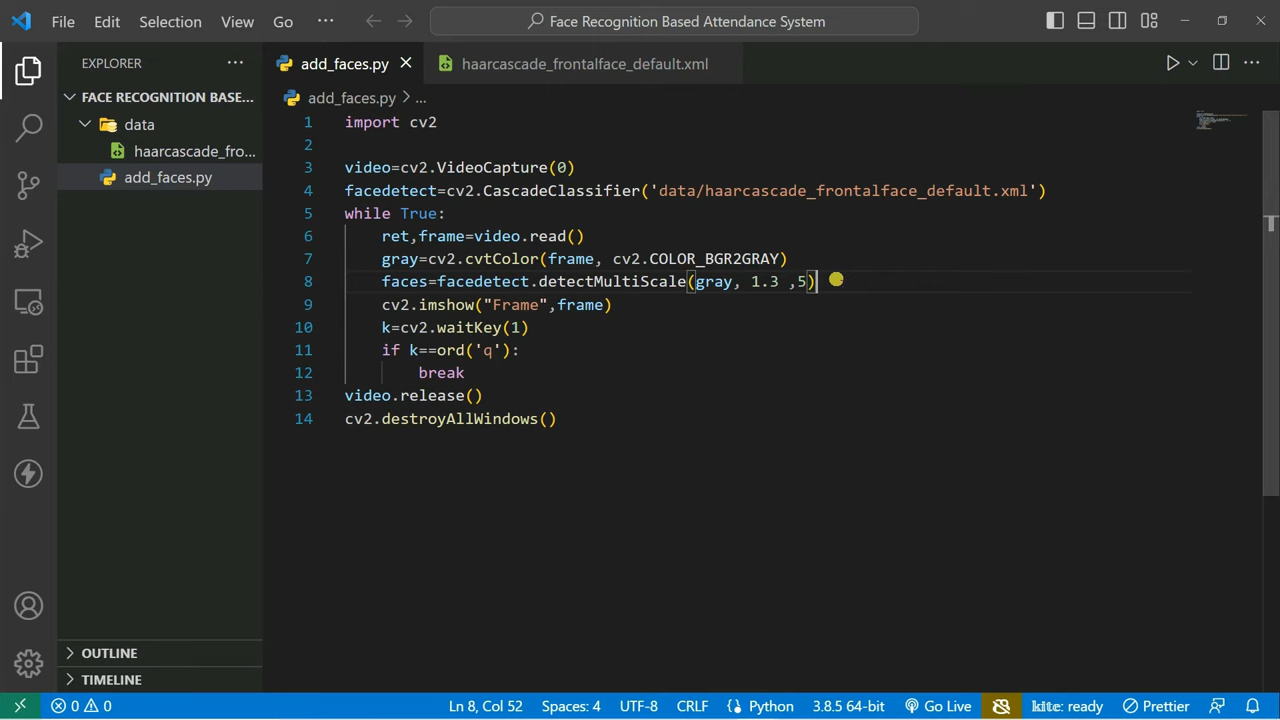 File Edit Selection View Go ··· Face Recognition Based Attendance System
EXPLORER ···
FACE RECOGNITION BASE...
data
haarcascade_fro...
add_faces.py
OUTLINE
TIMELINE
add_faces.py haarcascade_frontalface_default.xml
add_faces.py > ...
1 import cv2
2
3 video=cv2.VideoCapture(0)
4 facedetect=cv2.CascadeClassifier('data/haarcascade_frontalface_default.xml')
5 while True:
6     ret,frame=video.read()
7     gray=cv2.cvtColor(frame, cv2.COLOR_BGR2GRAY)
8     faces=facedetect.detectMultiScale(gray, 1.3 ,5)
9     cv2.imshow("Frame",frame)
10     k=cv2.waitKey(1)
11     if k==ord('q'):
12         break
13 video.release()
14 cv2.destroyAllWindows()
0 0 Ln 8, Col 52 Spaces: 4 UTF-8 CRLF Python 3.8.5 64-bit Go Live kite: ready Prettier